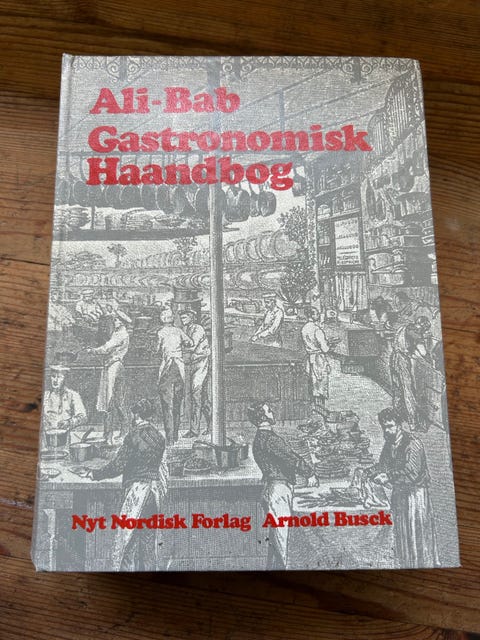 Ali-Bab
Gastronomisk
Haandbog
Nyt Nordisk Forlag Arnold Busck